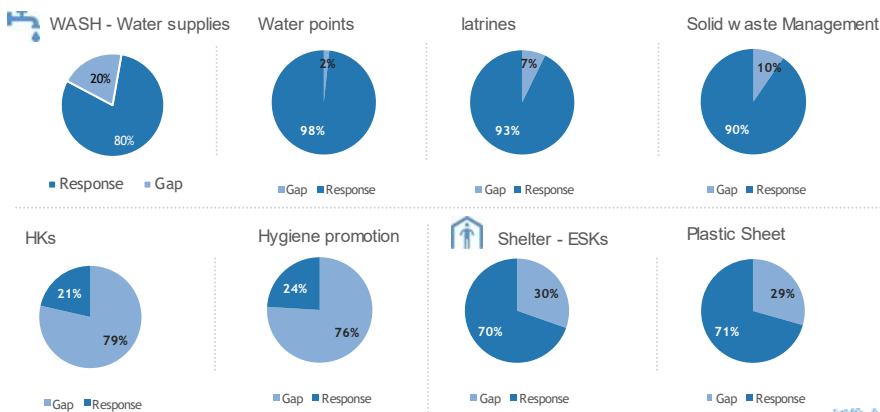 WASH - Water supplies
20%
80%
Response Gap
Water points
2%
98%
Gap Response
latrines
7%
93%
Gap Response
Solid w aste Management
10%
90%
Gap Response
HKs
21%
79%
Gap Response
Hygiene promotion
24%
76%
Gap Response
Shelter - ESKs
30%
70%
Gap Response
Plastic Sheet
29%
71%
Gap Response